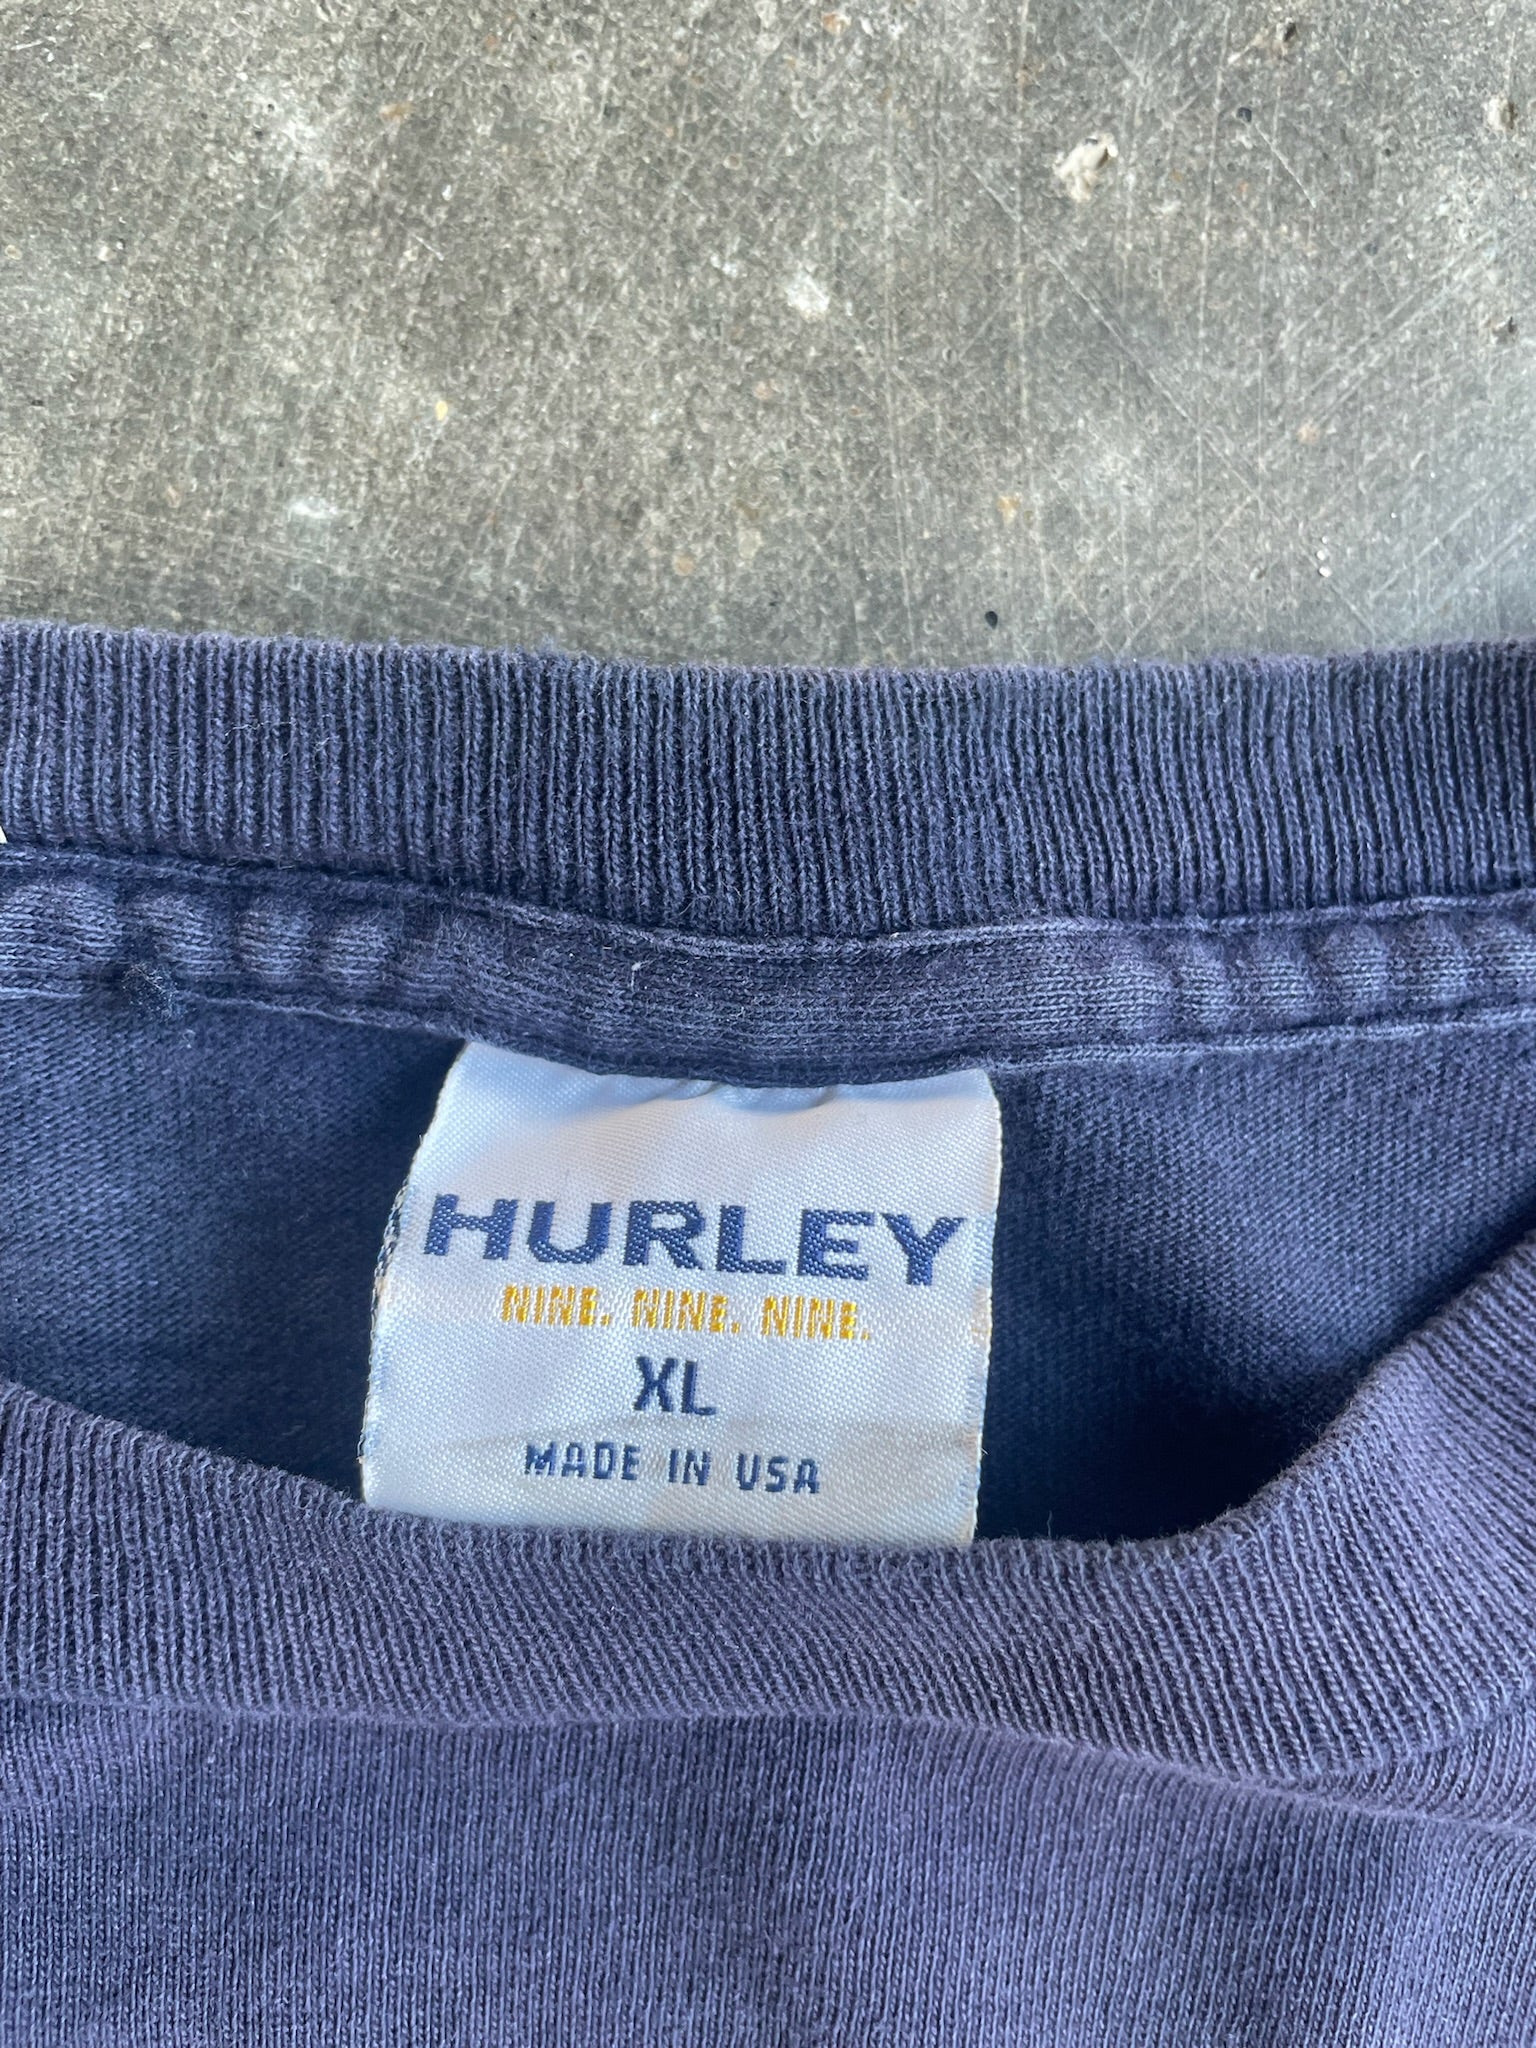 HURLEY
NINE. NINE. NINE.
XL
MADE IN USA